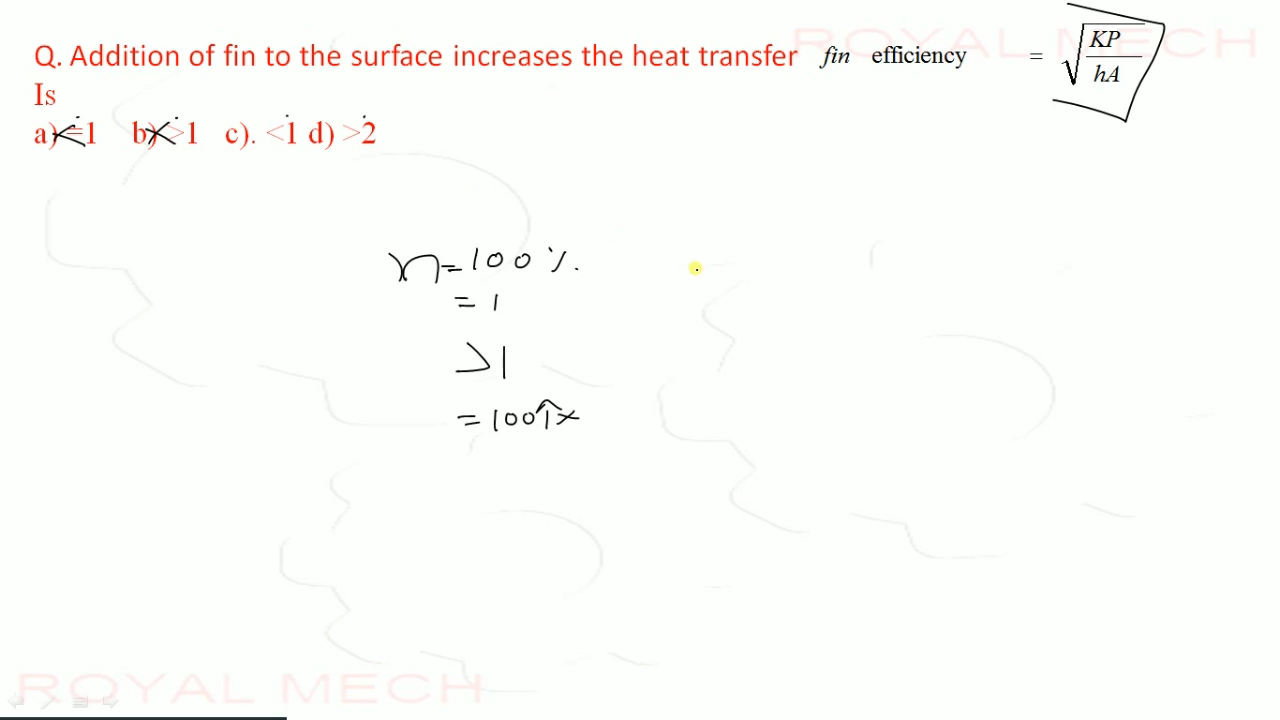 ROYAL MECH
Q. Addition of fin to the surface increases the heat transfer fin efficiency = √KP/hA
Is
a) =1 b) >1 c). <1 d) >2
η = 100 %.
= 1
>1
= 100
ROYAL MECH